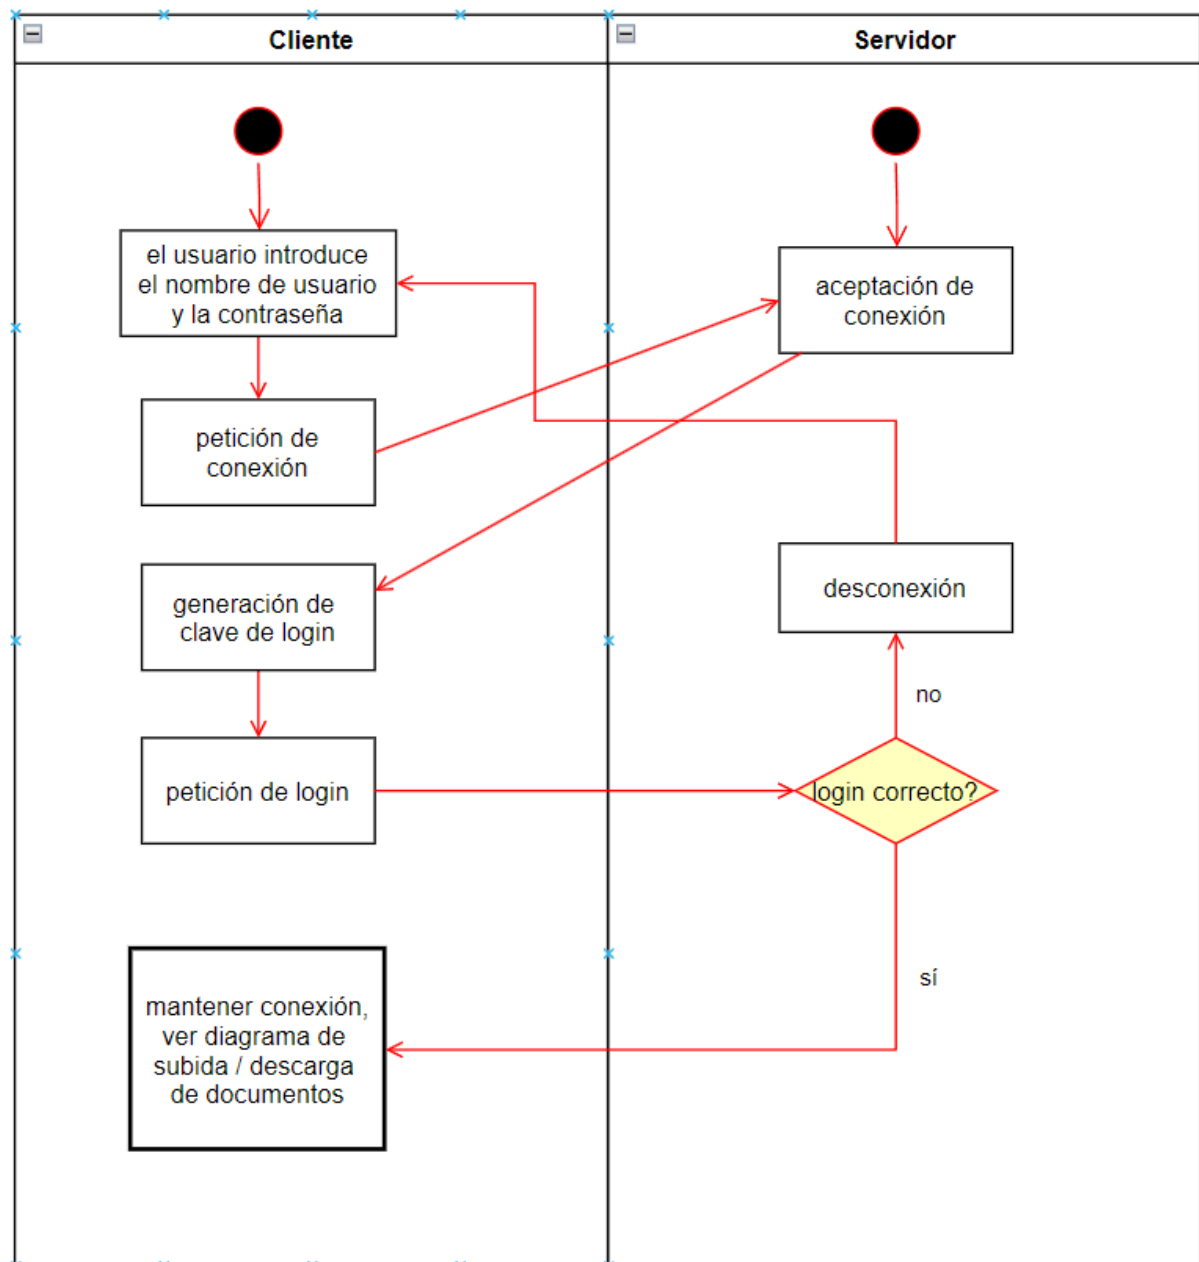 Cliente
Servidor
el usuario introduce
el nombre de usuario
y la contraseña
aceptación de
conexión
petición de
conexión
generación de
clave de login
desconexión
no
petición de login
login correcto?
sí
mantener conexión,
ver diagrama de
subida / descarga
de documentos